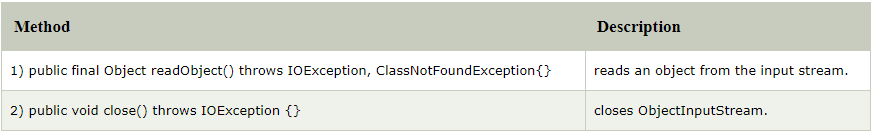 Method Description
1) public final Object readObject() throws IOException, ClassNotFoundException{} reads an object from the input stream.
2) public void close() throws IOException {} closes ObjectInputStream.